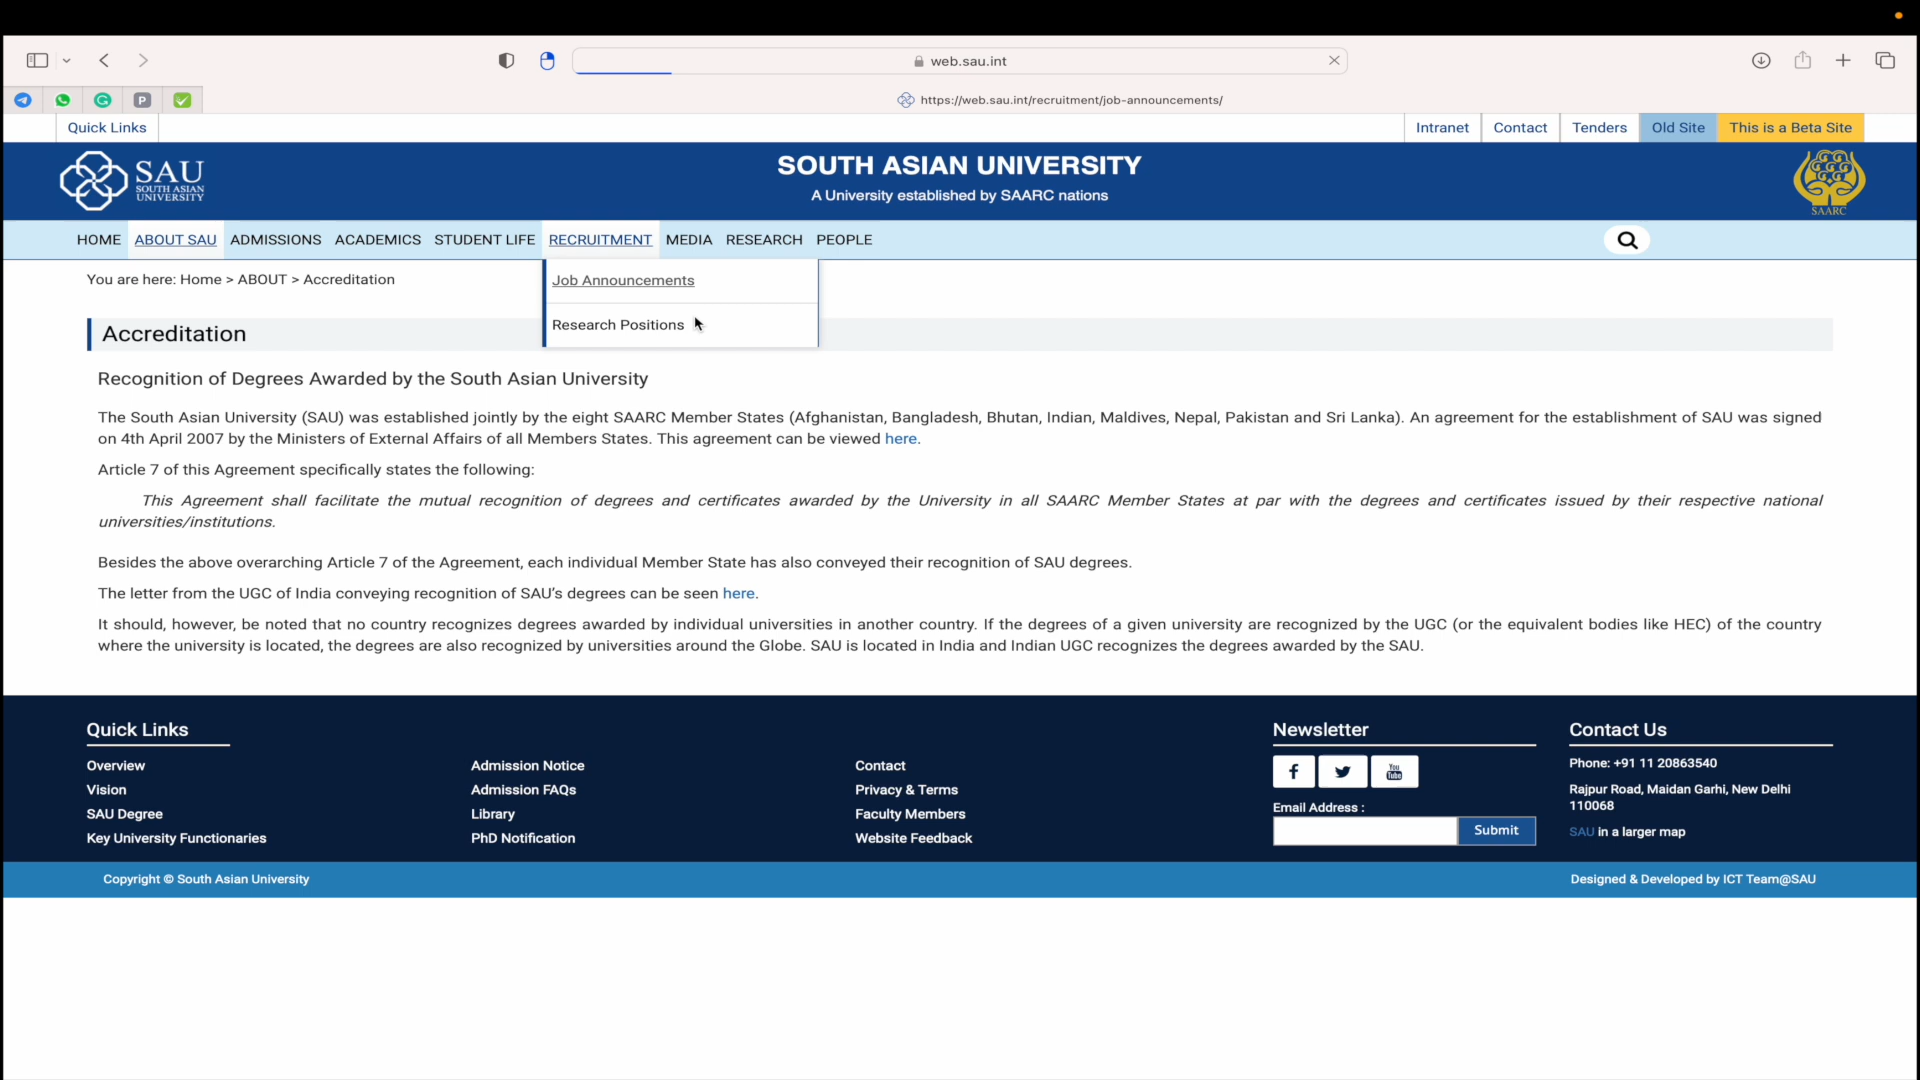 web.sau.int
P
https://web.sau.int/recruitment/job-announcements/
Quick Links
Intranet
Contact
Tenders
Old Site
This is a Beta Site
SAU
SOUTH ASIAN
UNIVERSITY
SOUTH ASIAN UNIVERSITY
A University established by SAARC nations
SAARC
HOME ABOUT SAU ADMISSIONS ACADEMICS STUDENT LIFE RECRUITMENT MEDIA RESEARCH PEOPLE
You are here: Home > ABOUT > Accreditation
Job Announcements
Research Positions
Accreditation
Recognition of Degrees Awarded by the South Asian University
The South Asian University (SAU) was established jointly by the eight SAARC Member States (Afghanistan, Bangladesh, Bhutan, Indian, Maldives, Nepal, Pakistan and Sri Lanka). An agreement for the establishment of SAU was signed
on 4th April 2007 by the Ministers of External Affairs of all Members States. This agreement can be viewed here.
Article 7 of this Agreement specifically states the following:
This Agreement shall facilitate the mutual recognition of degrees and certificates awarded by the University in all SAARC Member States at par with the degrees and certificates issued by their respective national
universities/institutions.
Besides the above overarching Article 7 of the Agreement, each individual Member State has also conveyed their recognition of SAU degrees.
The letter from the UGC of India conveying recognition of SAU's degrees can be seen here.
It should, however, be noted that no country recognizes degrees awarded by individual universities in another country. If the degrees of a given university are recognized by the UGC (or the equivalent bodies like HEC) of the country
where the university is located, the degrees are also recognized by universities around the Globe. SAU is located in India and Indian UGC recognizes the degrees awarded by the SAU.
Quick Links
Overview
Vision
SAU Degree
Key University Functionaries
Admission Notice
Admission FAQs
Library
PhD Notification
Contact
Privacy & Terms
Faculty Members
Website Feedback
Newsletter
You
Tube
Email Address :
Submit
Contact Us
Phone: +91 11 20863540
Rajpur Road, Maidan Garhi, New Delhi
110068
SAU in a larger map
Copyright © South Asian University
Designed & Developed by ICT Team@SAU